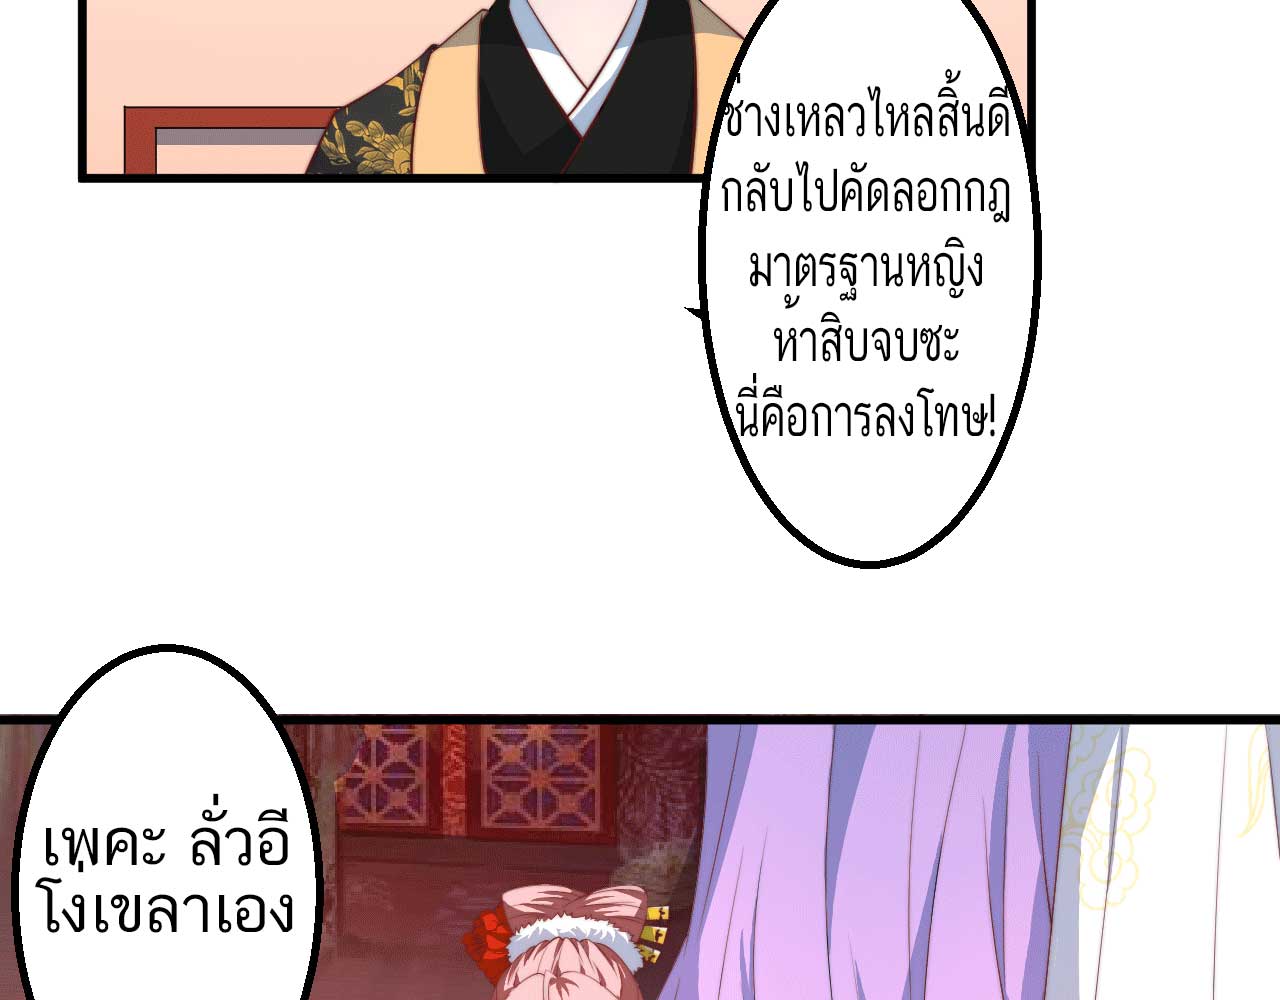 ช่างเหลวไหลสิ้นดี
กลับไปคัดลอกกฎ
มาตรฐานหญิง
ห้าสิบจบซะ
นี่คือการลงโทษ!
เพคะ ลั่วอี
โง่เขลาเอง